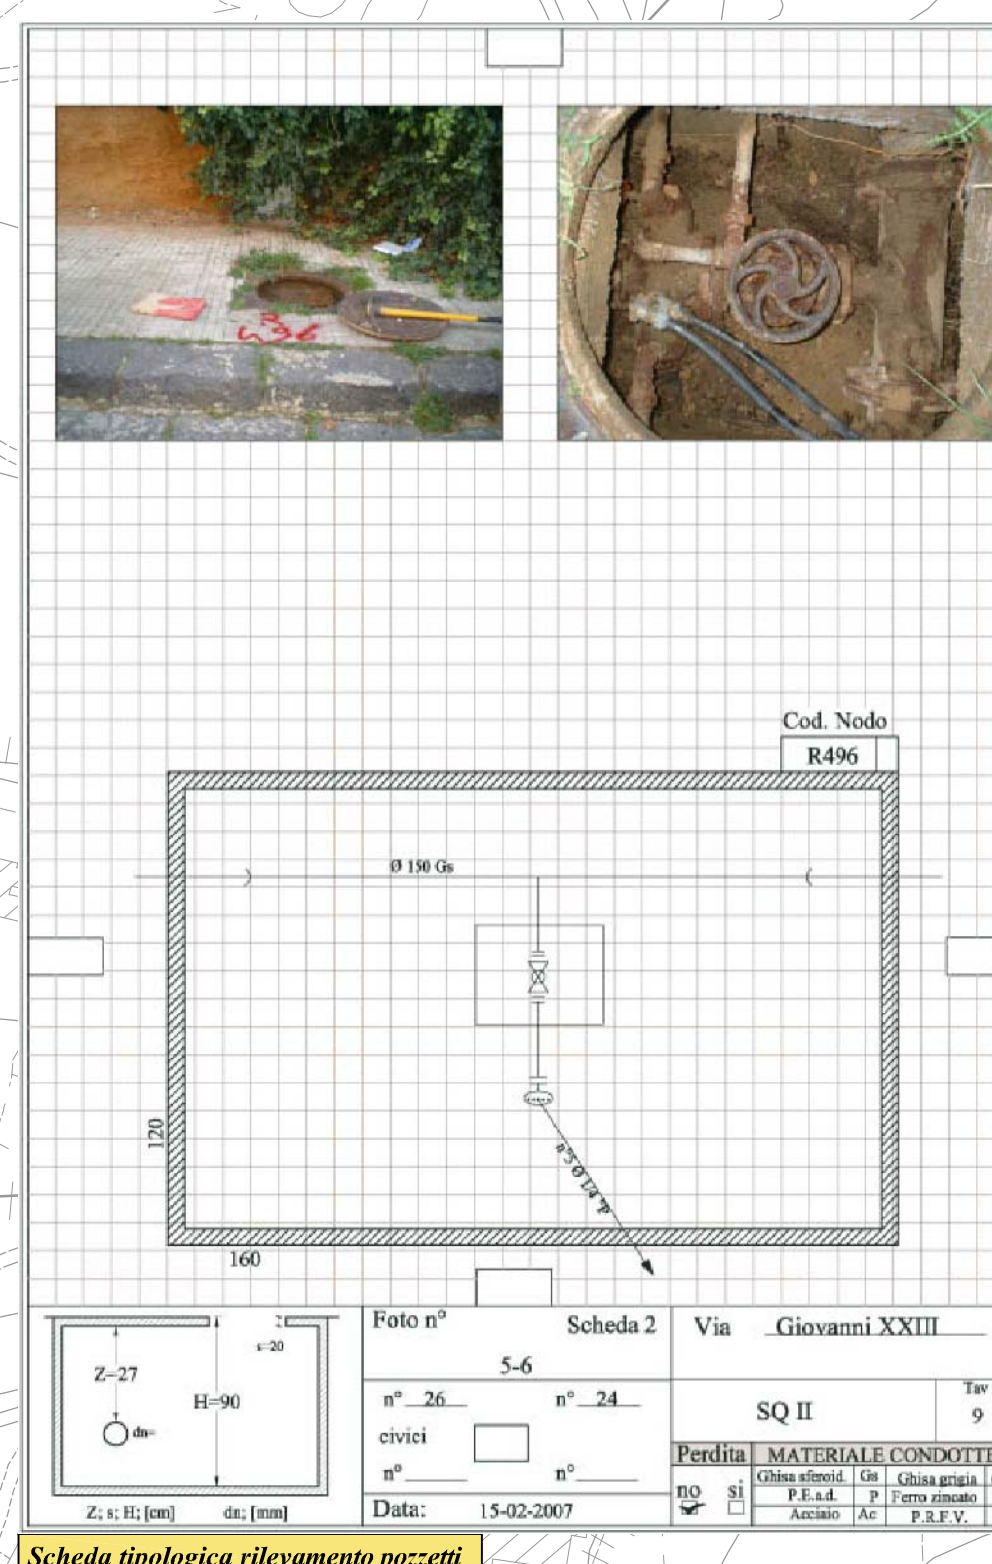 Cod. Nodo
R496
Ø 150 Gs
120
160
Z=27
H=90
s=20
dn=
Z; s; H; [cm] dn; [mm]
Foto n° Scheda 2
5-6
n° 26 n° 24
civici
n° n°
Data: 15-02-2007
Via Giovanni XXIII
SQ II
Tav
9
Perdita MATERIALE CONDOTTE
no si
Ghisa sferoid. Gs Ghisa grigia
P.E.a.d. P Ferro zincato
Acciaio Ac P.R.F.V.
Scheda tipologica rilevamento pozzetti